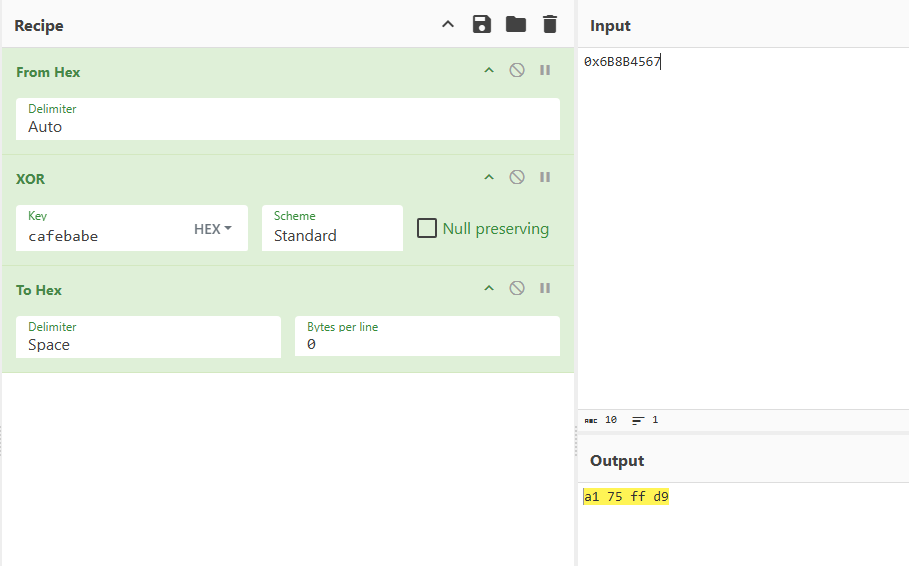 Recipe
From Hex
Delimiter
Auto
XOR
Key
cafebabe
HEX
Scheme
Standard
Null preserving
To Hex
Delimiter
Space
Bytes per line
0
Input
0x6B8B4567
ABC 10 1
Output
a1 75 ff d9